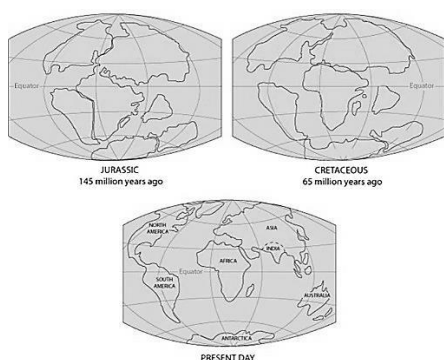 Equator
JURASSIC
145 million years ago
Equator
CRETACEOUS
65 million years ago
NORTH
AMERICA
ASIA
INDIA
AFRICA
Equator
SOUTH
AMERICA
AUSTRALIA
ANTARCTICA
PRESENT DAY